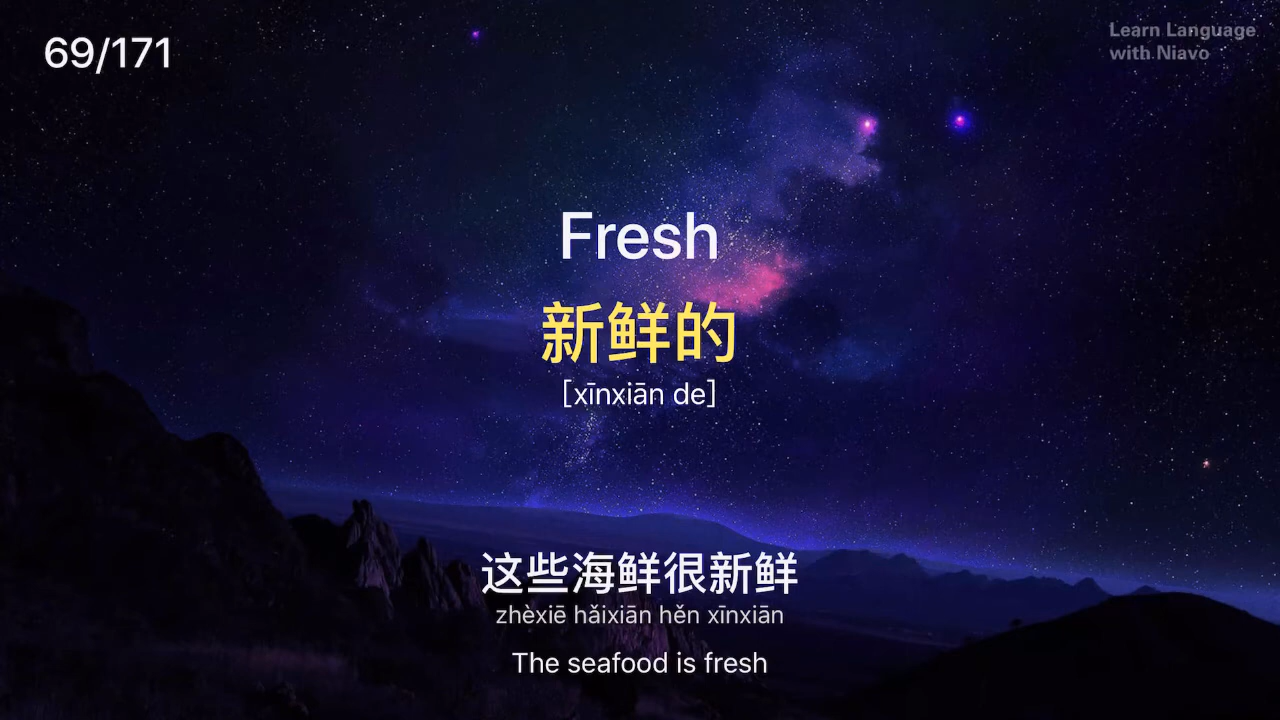 69/171
Learn Language
with Niavo
Fresh
新鲜的
[xīnxiān de]
这些海鲜很新鲜
zhèxiē hǎixiān hěn xīnxiān
The seafood is fresh